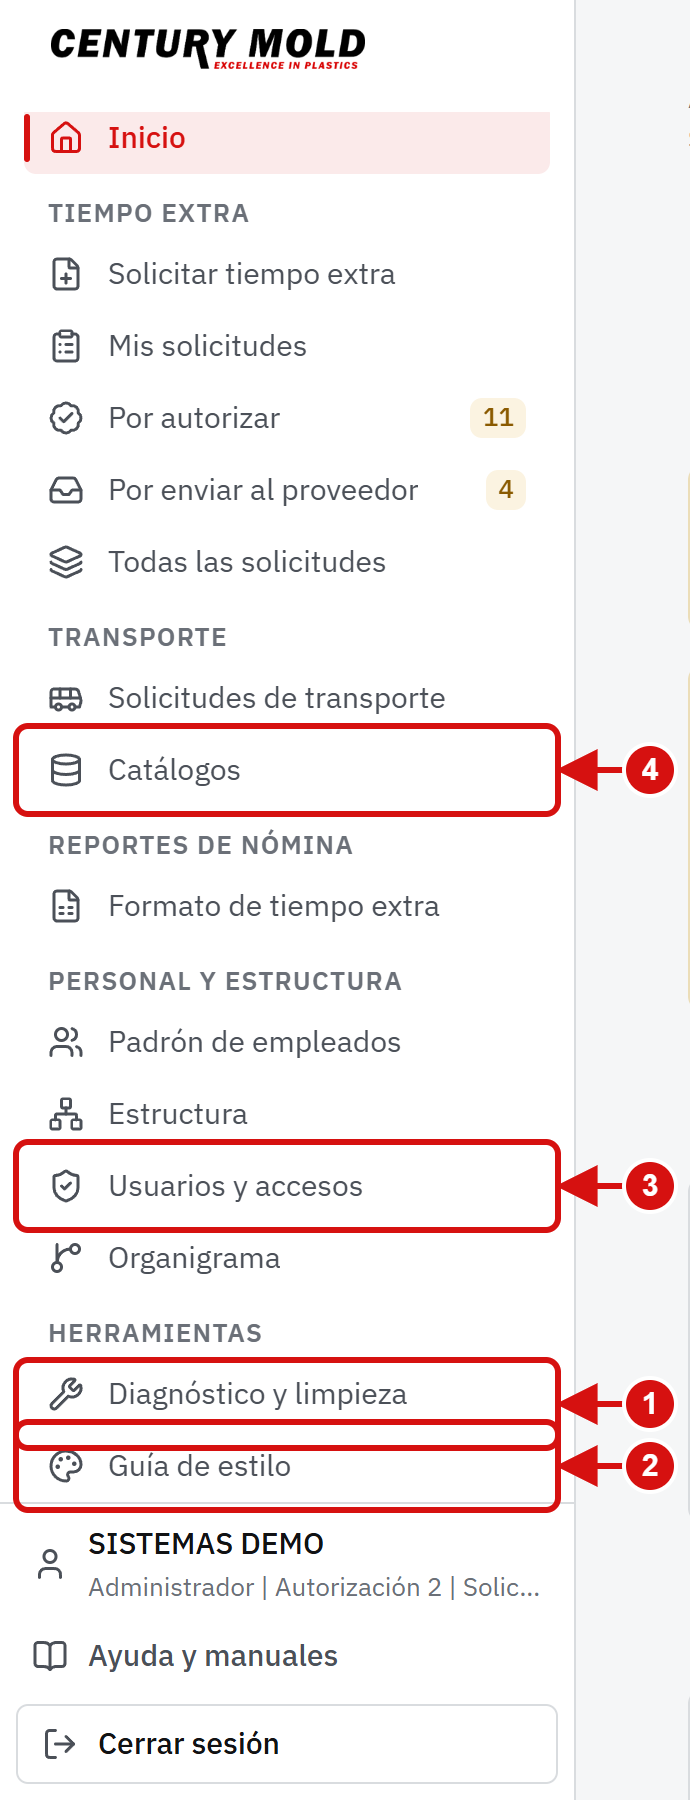 CENTURY MOLD
EXCELLENCE IN PLASTICS
Inicio
TIEMPO EXTRA
Solicitar tiempo extra
Mis solicitudes
Por autorizar 11
Por enviar al proveedor 4
Todas las solicitudes
TRANSPORTE
Solicitudes de transporte
Catálogos 4
REPORTES DE NÓMINA
Formato de tiempo extra
PERSONAL Y ESTRUCTURA
Padrón de empleados
Estructura
Usuarios y accesos 3
Organigrama
HERRAMIENTAS
Diagnóstico y limpieza 1
Guía de estilo 2
SISTEMAS DEMO
Administrador | Autorización 2 | Solic...
Ayuda y manuales
Cerrar sesión